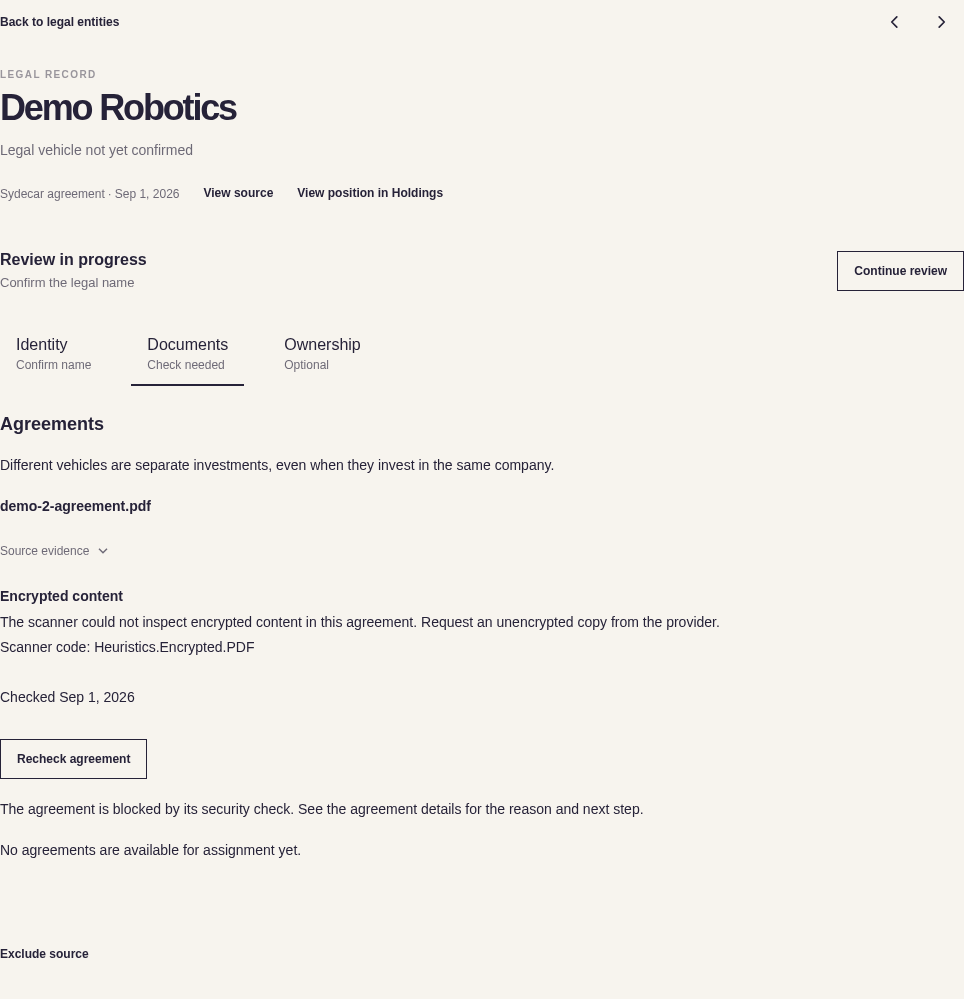 Back to legal entities
LEGAL RECORD
Demo Robotics
Legal vehicle not yet confirmed
Sydecar agreement · Sep 1, 2026 View source View position in Holdings
Review in progress
Confirm the legal name
Continue review
Identity Documents Ownership
Confirm name Check needed Optional
Agreements
Different vehicles are separate investments, even when they invest in the same company.
demo-2-agreement.pdf
Source evidence
Encrypted content
The scanner could not inspect encrypted content in this agreement. Request an unencrypted copy from the provider.
Scanner code: Heuristics.Encrypted.PDF
Checked Sep 1, 2026
Recheck agreement
The agreement is blocked by its security check. See the agreement details for the reason and next step.
No agreements are available for assignment yet.
Exclude source